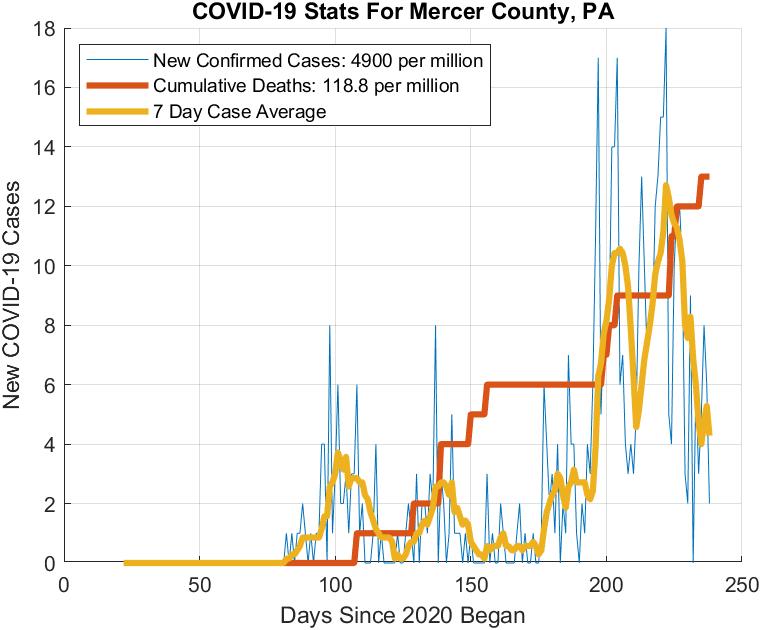 COVID-19 Stats For Mercer County, PA
New Confirmed Cases: 4900 per million
Cumulative Deaths: 118.8 per million
7 Day Case Average
New COVID-19 Cases
18
16
14
12
10
8
6
4
2
0
0 50 100 150 200 250
Days Since 2020 Began